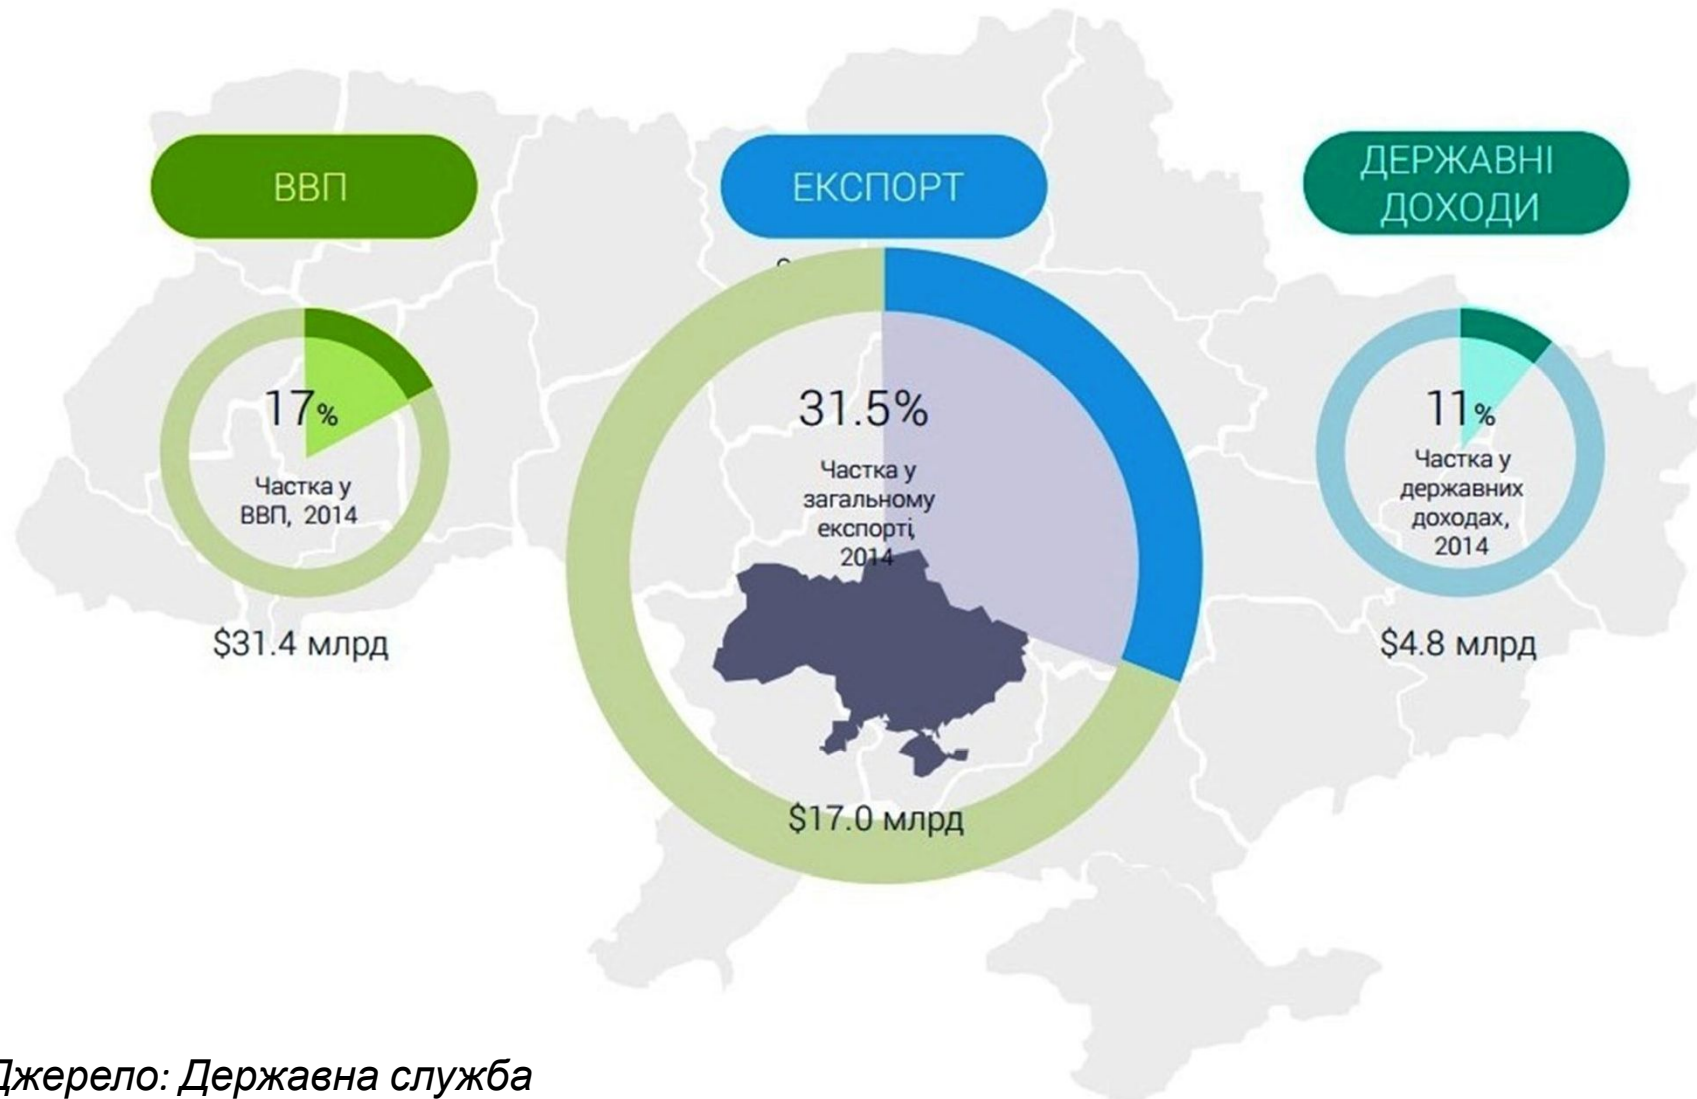 ВВП
17%
Частка у
ВВП, 2014
$31.4 млрд
ЕКСПОРТ
31.5%
Частка у
загальному
експорті,
2014
$17.0 млрд
ДЕРЖАВНІ
ДОХОДИ
11%
Частка у
державних
доходах,
2014
$4.8 млрд
Джерело: Державна служба